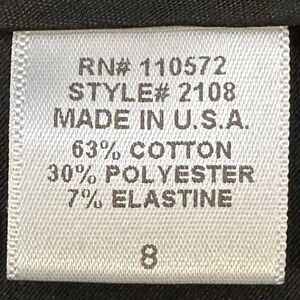 RN# 110572
STYLE# 2108
MADE IN U.S.A.
63% COTTON
30% POLYESTER
7% ELASTINE
8